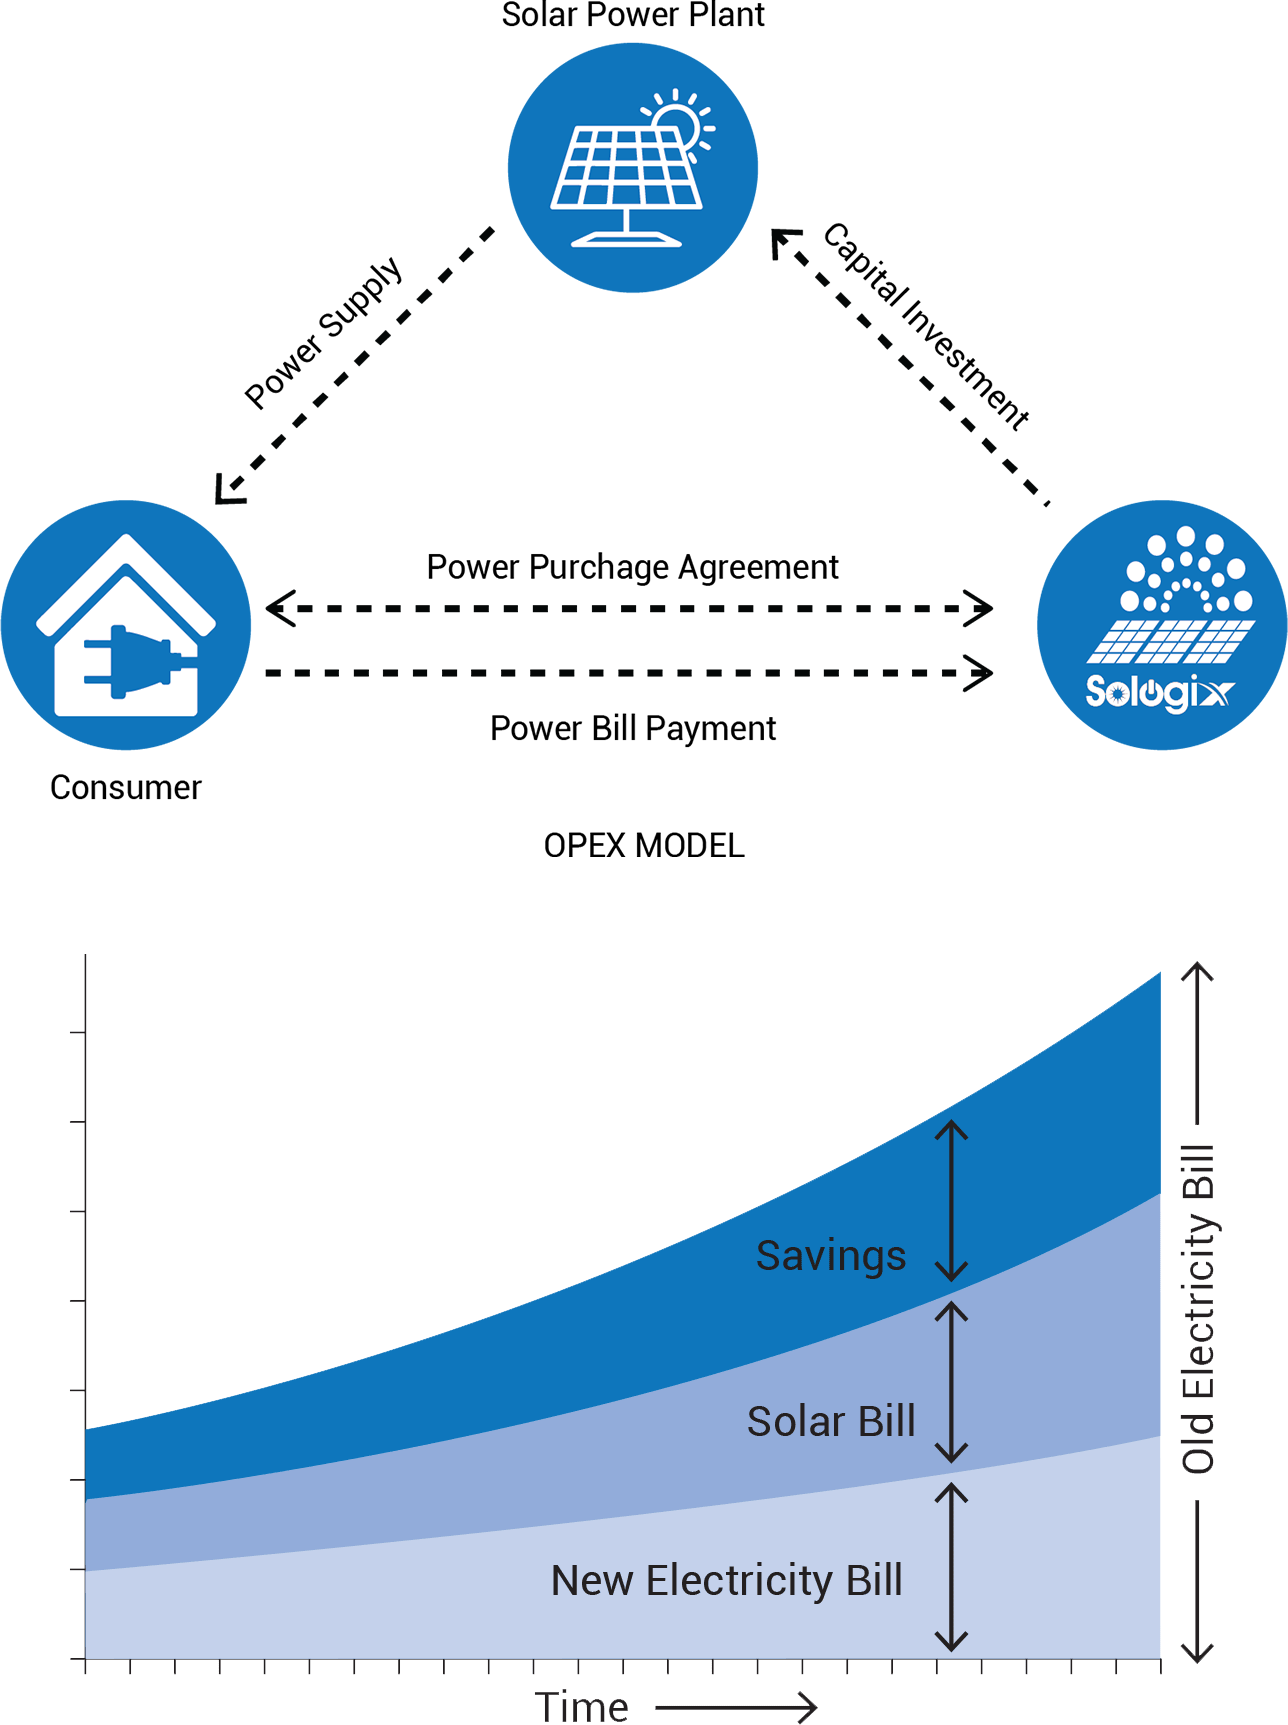 Solar Power Plant
Power Supply
Capital Investment
Power Purchage Agreement
Power Bill Payment
Sologix
Consumer
OPEX MODEL
Savings
Solar Bill
New Electricity Bill
Old Electricity Bill
Time